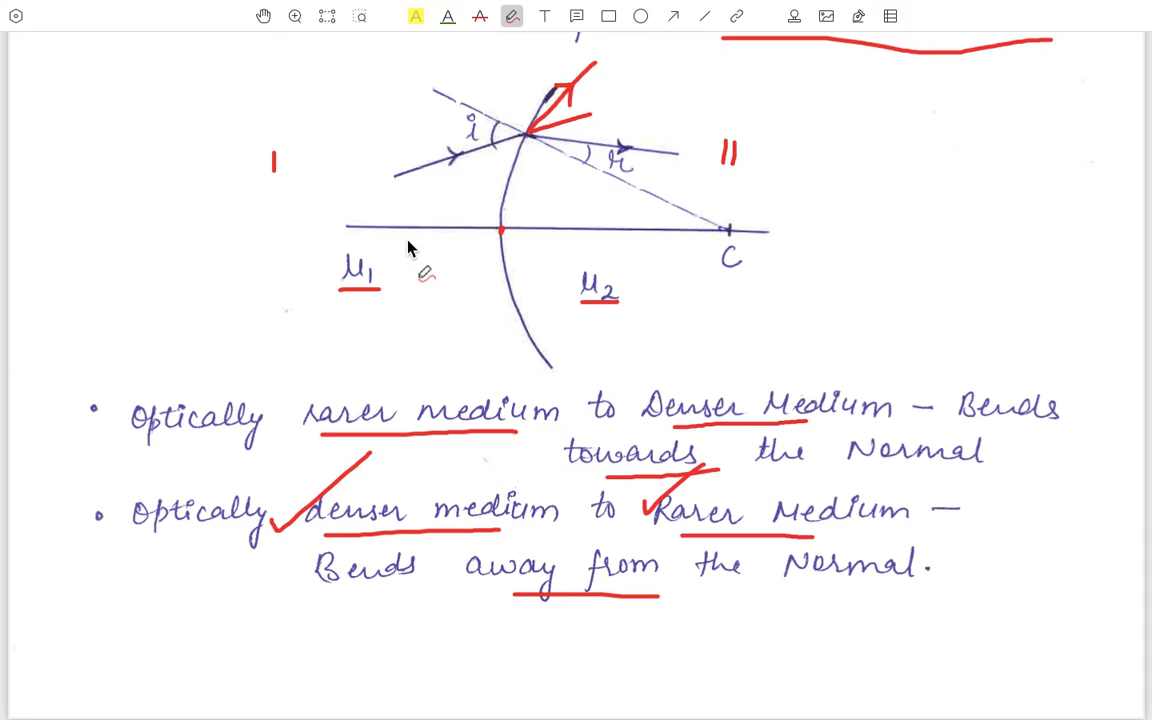 i
r
I
II
C
μ1
μ2
• Optically rarer medium to Denser Medium - Bends
towards the Normal
• Optically denser medium to Rarer Medium -
Bends away from the Normal.